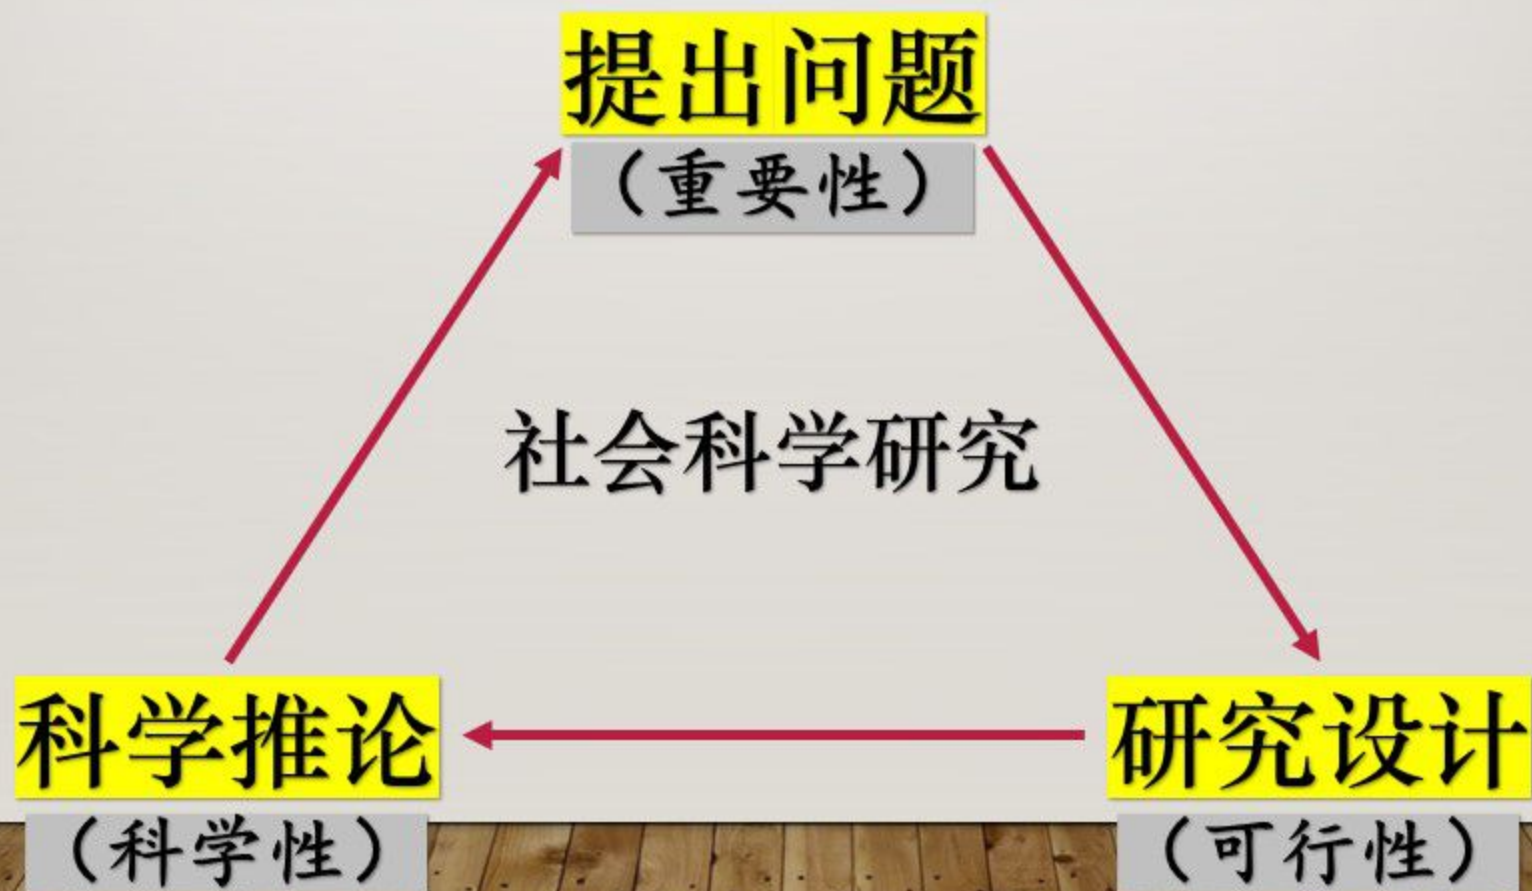 提出问题
（重要性）
社会科学研究
科学推论
（科学性）
研究设计
（可行性）